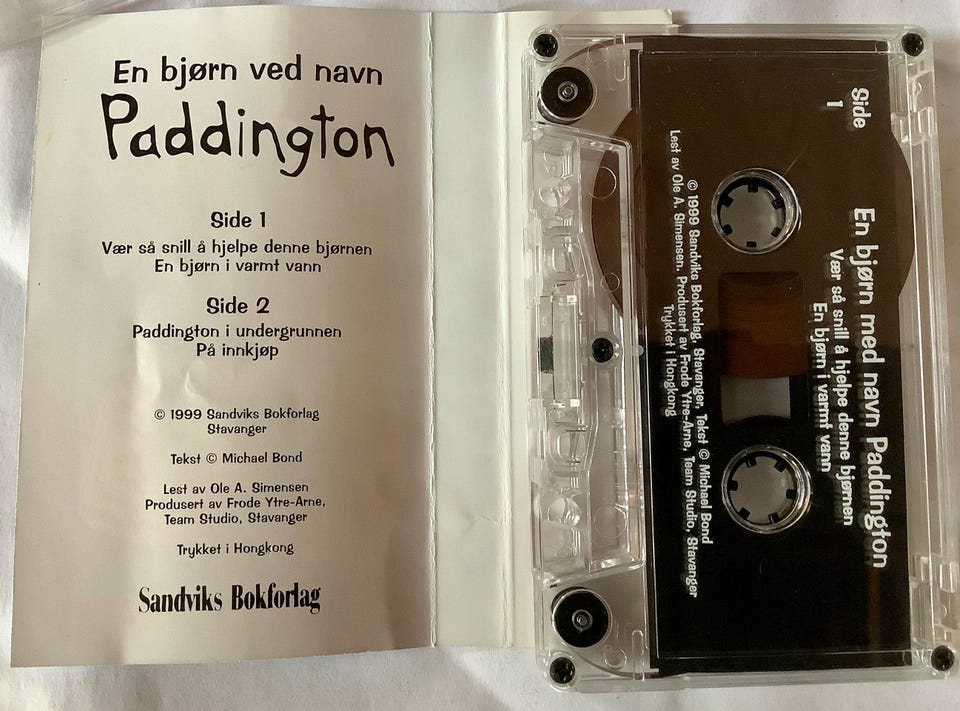 En bjørn ved navn
Paddington
Side 1
Vær så snill å hjelpe denne bjørnen
En bjørn i varmt vann
Side 2
Paddington i undergrunnen
På innkjøp
© 1999 Sandviks Bokforlag
Stavanger
Tekst © Michael Bond
Lest av Ole A. Simensen
Produsert av Frode Ytre-Arne,
Team Studio, Stavanger
Trykket i Hongkong
Sandviks Bokforlag
Side
1
En bjørn med navn Paddington
Vær så snill å hjelpe denne bjørnen
En bjørn i varmt vann
© 1999 Sandviks Bokforlag, Stavanger, Tekst © Michael Bond
Lest av Ole A. Simensen. Produsert av Frode Ytre-Arne, Team Studio, Stavanger
Trykket i Hongkong